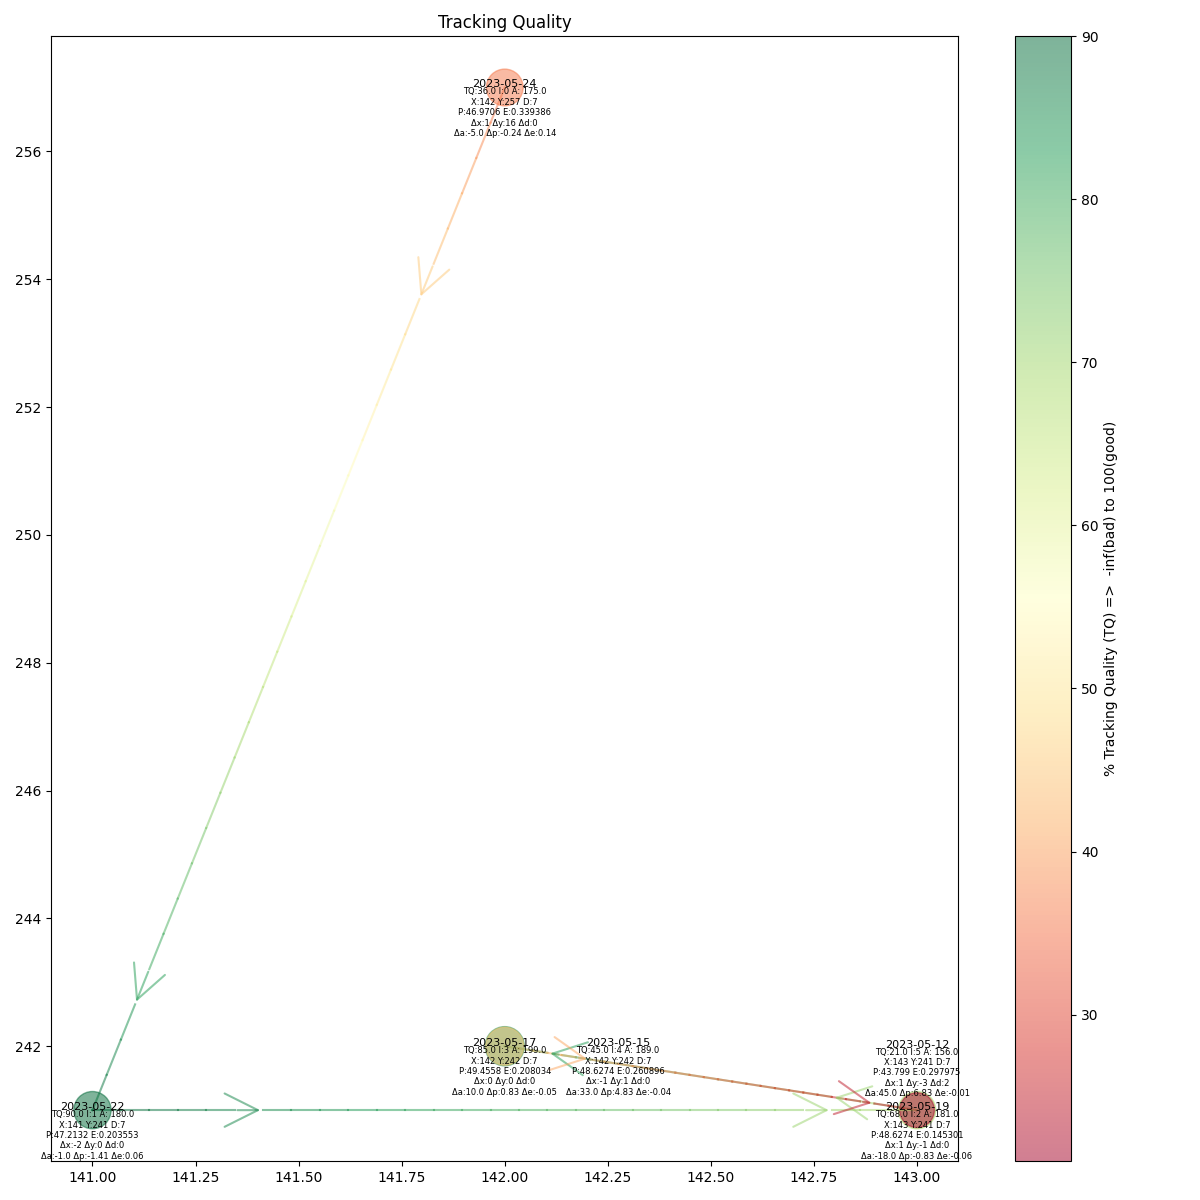 Tracking Quality
2023-05-24
TQ:36.0 I:0 A: 175.0
X:142 Y:257 D:7
P:46.9706 E:0.339386
Δx:1 Δy:16 Δd:0
Δa:-5.0 Δp:-0.24 Δe:0.14
256
254
252
250
248
246
244
242
2023-05-17
TQ:85.0 I:3 A: 199.0
X:142 Y:242 D:7
P:49.4558 E:0.208034
Δx:0 Δy:0 Δd:0
Δa:10.0 Δp:0.83 Δe:-0.05
2023-05-15
TQ:45.0 I:4 A: 189.0
X:142 Y:242 D:7
P:48.6274 E:0.260896
Δx:-1 Δy:1 Δd:0
Δa:33.0 Δp:4.83 Δe:-0.04
2023-05-12
TQ:21.0 I:5 A: 156.0
X:143 Y:241 D:7
P:43.799 E:0.297975
Δx:1 Δy:-3 Δd:2
Δa:45.0 Δp:6.83 Δe:-0.01
2023-05-22
TQ:90.0 I:1 A: 180.0
X:141 Y:241 D:7
P:47.2132 E:0.203553
Δx:-2 Δy:0 Δd:0
Δa:-1.0 Δp:-1.41 Δe:0.06
2023-05-19
TQ:68.0 I:2 A: 181.0
X:143 Y:241 D:7
P:48.6274 E:0.145301
Δx:1 Δy:-1 Δd:0
Δa:-18.0 Δp:-0.83 Δe:-0.06
141.00 141.25 141.50 141.75 142.00 142.25 142.50 142.75 143.00
90
80
70
60
50
40
30
% Tracking Quality (TQ) => -inf(bad) to 100(good)